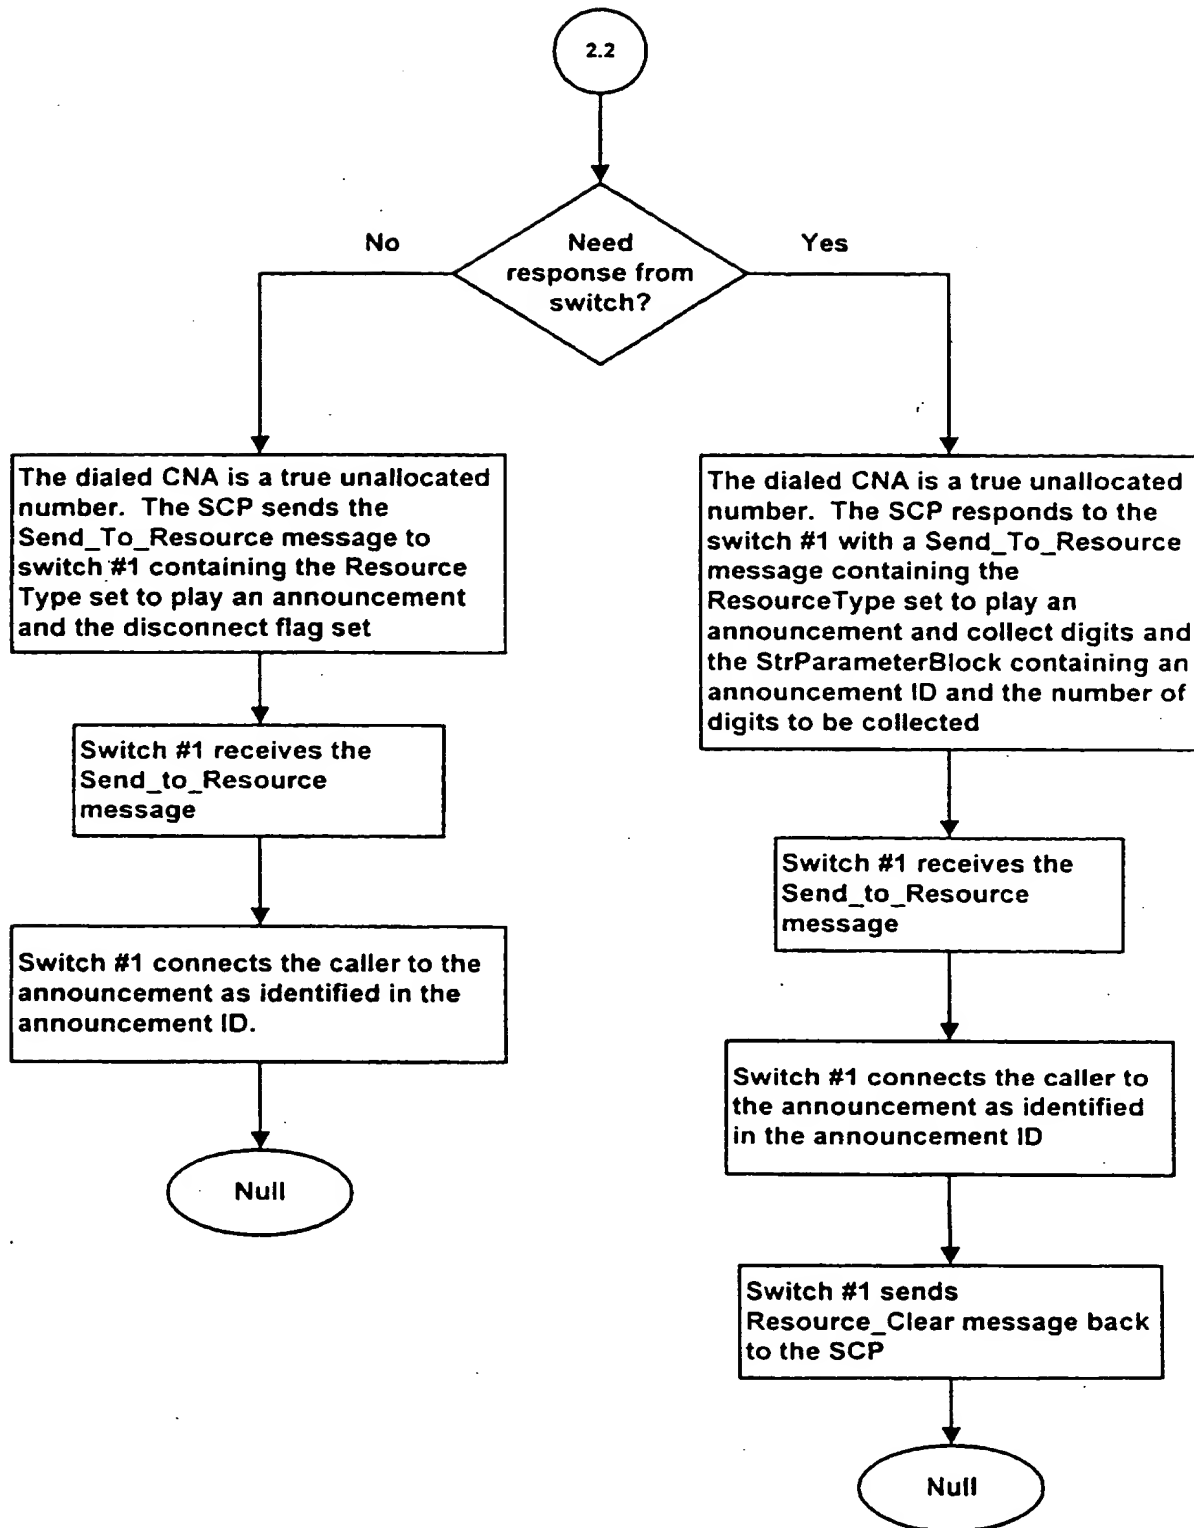 2.2
Need
response from
switch?
No
Yes
The dialed CNA is a true unallocated
number. The SCP sends the
Send_To_Resource message to
switch #1 containing the Resource
Type set to play an announcement
and the disconnect flag set
Switch #1 receives the
Send_to_Resource
message
Switch #1 connects the caller to the
announcement as identified in the
announcement ID.
Null
The dialed CNA is a true unallocated
number. The SCP responds to the
switch #1 with a Send_To_Resource
message containing the
ResourceType set to play an
announcement and collect digits and
the StrParameterBlock containing an
announcement ID and the number of
digits to be collected
Switch #1 receives the
Send_to_Resource
message
Switch #1 connects the caller to
the announcement as identified
in the announcement ID
Switch #1 sends
Resource_Clear message back
to the SCP
Null